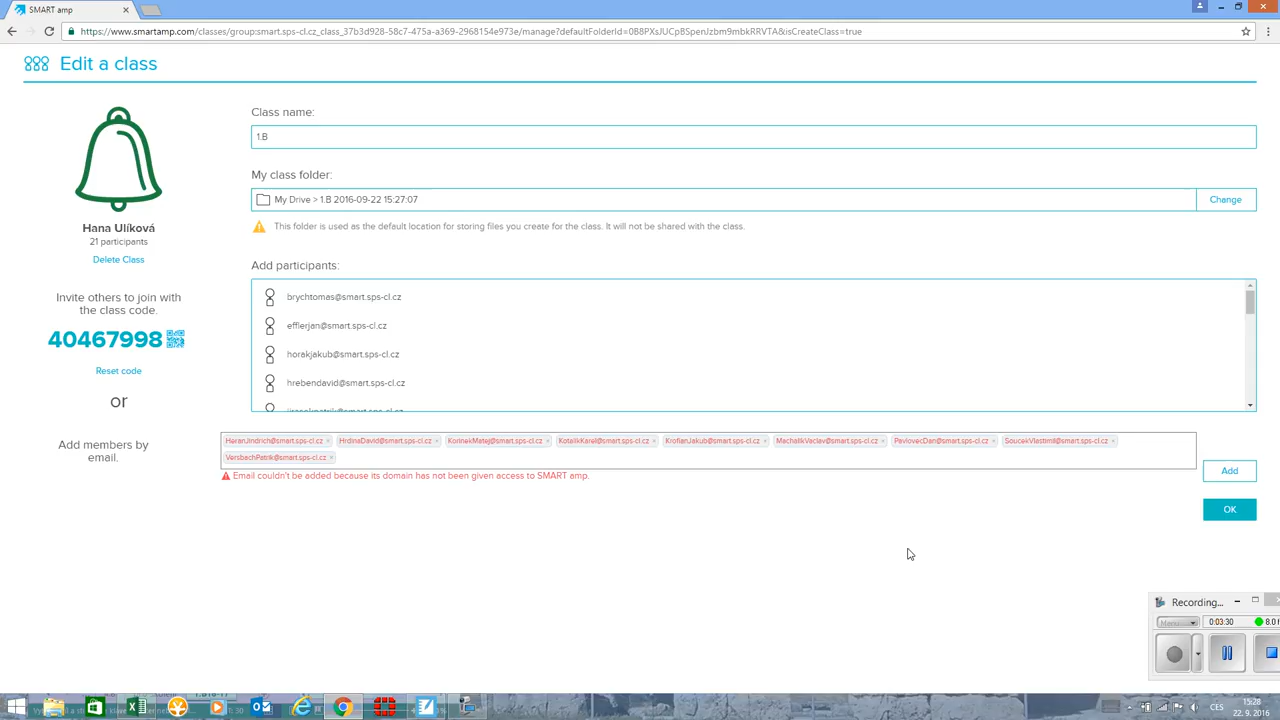 SMART amp
https://www.smartamp.com/classes/group:smart.sps-cl.cz_class_37b3d928-58c7-475a-a369-2968154e973e/manage?defaultFolderId=0B8PXsJUCpBSpenJzbm9mbkRRVTA&isCreateClass=true
Edit a class
Class name:
1.B
My class folder:
My Drive > 1.B 2016-09-22 15:27:07
Change
This folder is used as the default location for storing files you create for the class. It will not be shared with the class.
Hana Ulíková
21 participants
Delete Class
Add participants:
brychtomas@smart.sps-cl.cz
efflerjan@smart.sps-cl.cz
horakjakub@smart.sps-cl.cz
hrebendavid@smart.sps-cl.cz
Invite others to join with
the class code.
40467998
Reset code
or
Add members by
email.
HeranJindrich@smart.sps-cl.cz × HrdinaDavid@smart.sps-cl.cz × KorinekMatej@smart.sps-cl.cz × KotalikKarel@smart.sps-cl.cz × KroflanJakub@smart.sps-cl.cz × MachalikVaclav@smart.sps-cl.cz × PavlovecDan@smart.sps-cl.cz × SoucekVlastimil@smart.sps-cl.cz ×
VersbachPatrik@smart.sps-cl.cz ×
Email couldn't be added because its domain has not been given access to SMART amp.
Add
OK
Recording...
Menu
0:03:30
8.0
CES
15:28
22. 9. 2016